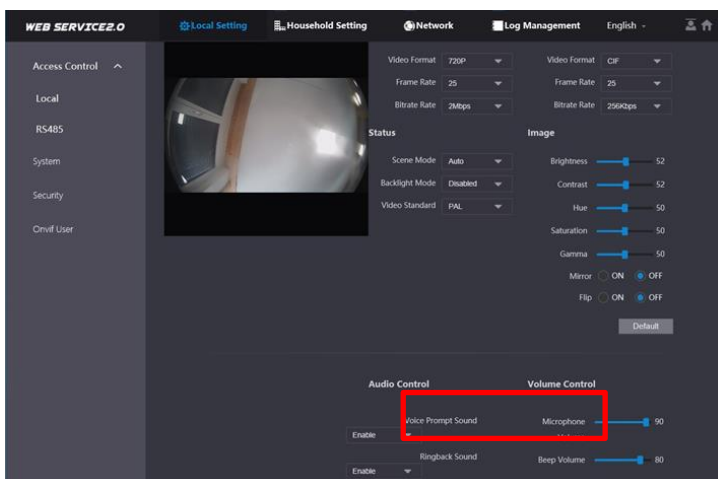 WEB SERVICE2.0
Local Setting
Household Setting
Network
Log Management
English
Access Control
Local
RS485
System
Security
Onvif User
Video Format 720P
Video Format CIF
Frame Rate 25
Frame Rate 25
Bitrate Rate 2Mbps
Bitrate Rate 256Kbps
Status
Image
Scene Mode Auto
Brightness 52
Backlight Mode Disabled
Contrast 52
Video Standard PAL
Hue 50
Saturation 50
Gamma 50
Mirror ON OFF
Flip ON OFF
Default
Audio Control
Volume Control
Voice Prompt Sound
Microphone 90
Enable
Ringback Sound
Beep Volume 80
Enable